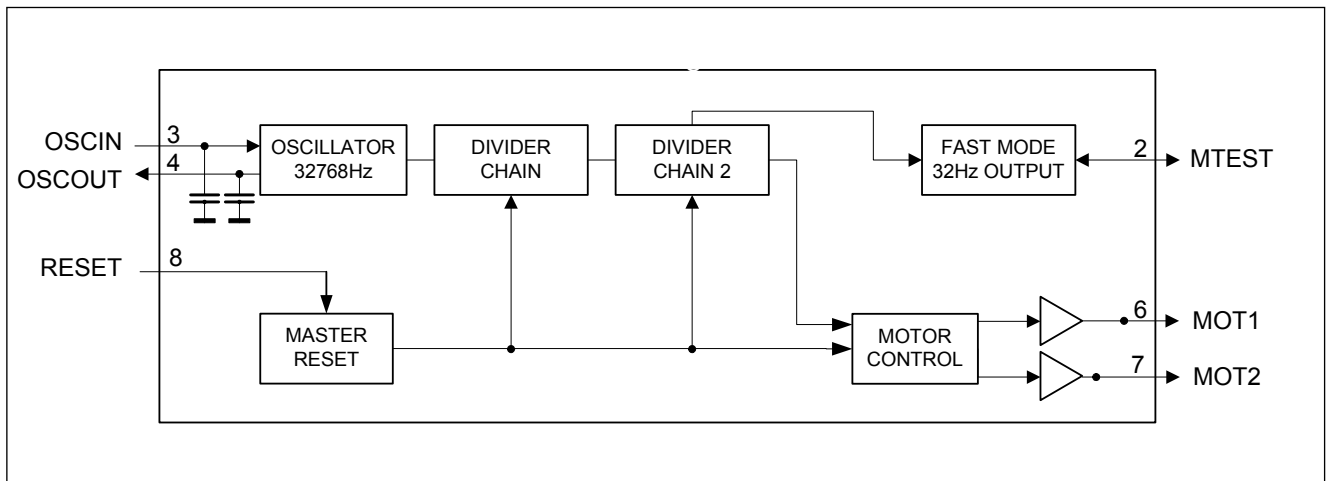 OSCIN
3
OSCILLATOR
32768Hz
DIVIDER
CHAIN
DIVIDER
CHAIN 2
FAST MODE
32Hz OUTPUT
2
MTEST
4
OSCOUT
RESET
8
MASTER
RESET
MOTOR
CONTROL
6
MOT1
7
MOT2